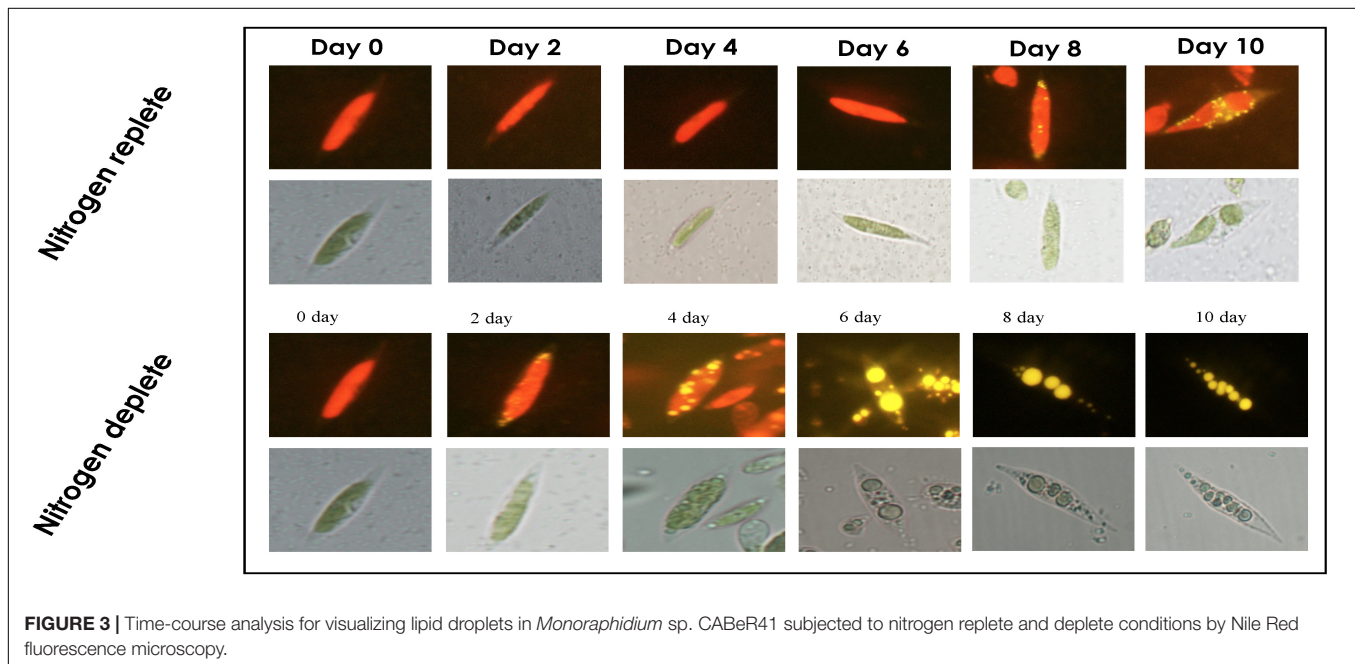 Day 0 Day 2 Day 4 Day 6 Day 8 Day 10
Nitrogen replete
0 day 2 day 4 day 6 day 8 day 10 day
Nitrogen deplete
FIGURE 3 | Time-course analysis for visualizing lipid droplets in Monoraphidium sp. CABeR41 subjected to nitrogen replete and deplete conditions by Nile Red
fluorescence microscopy.